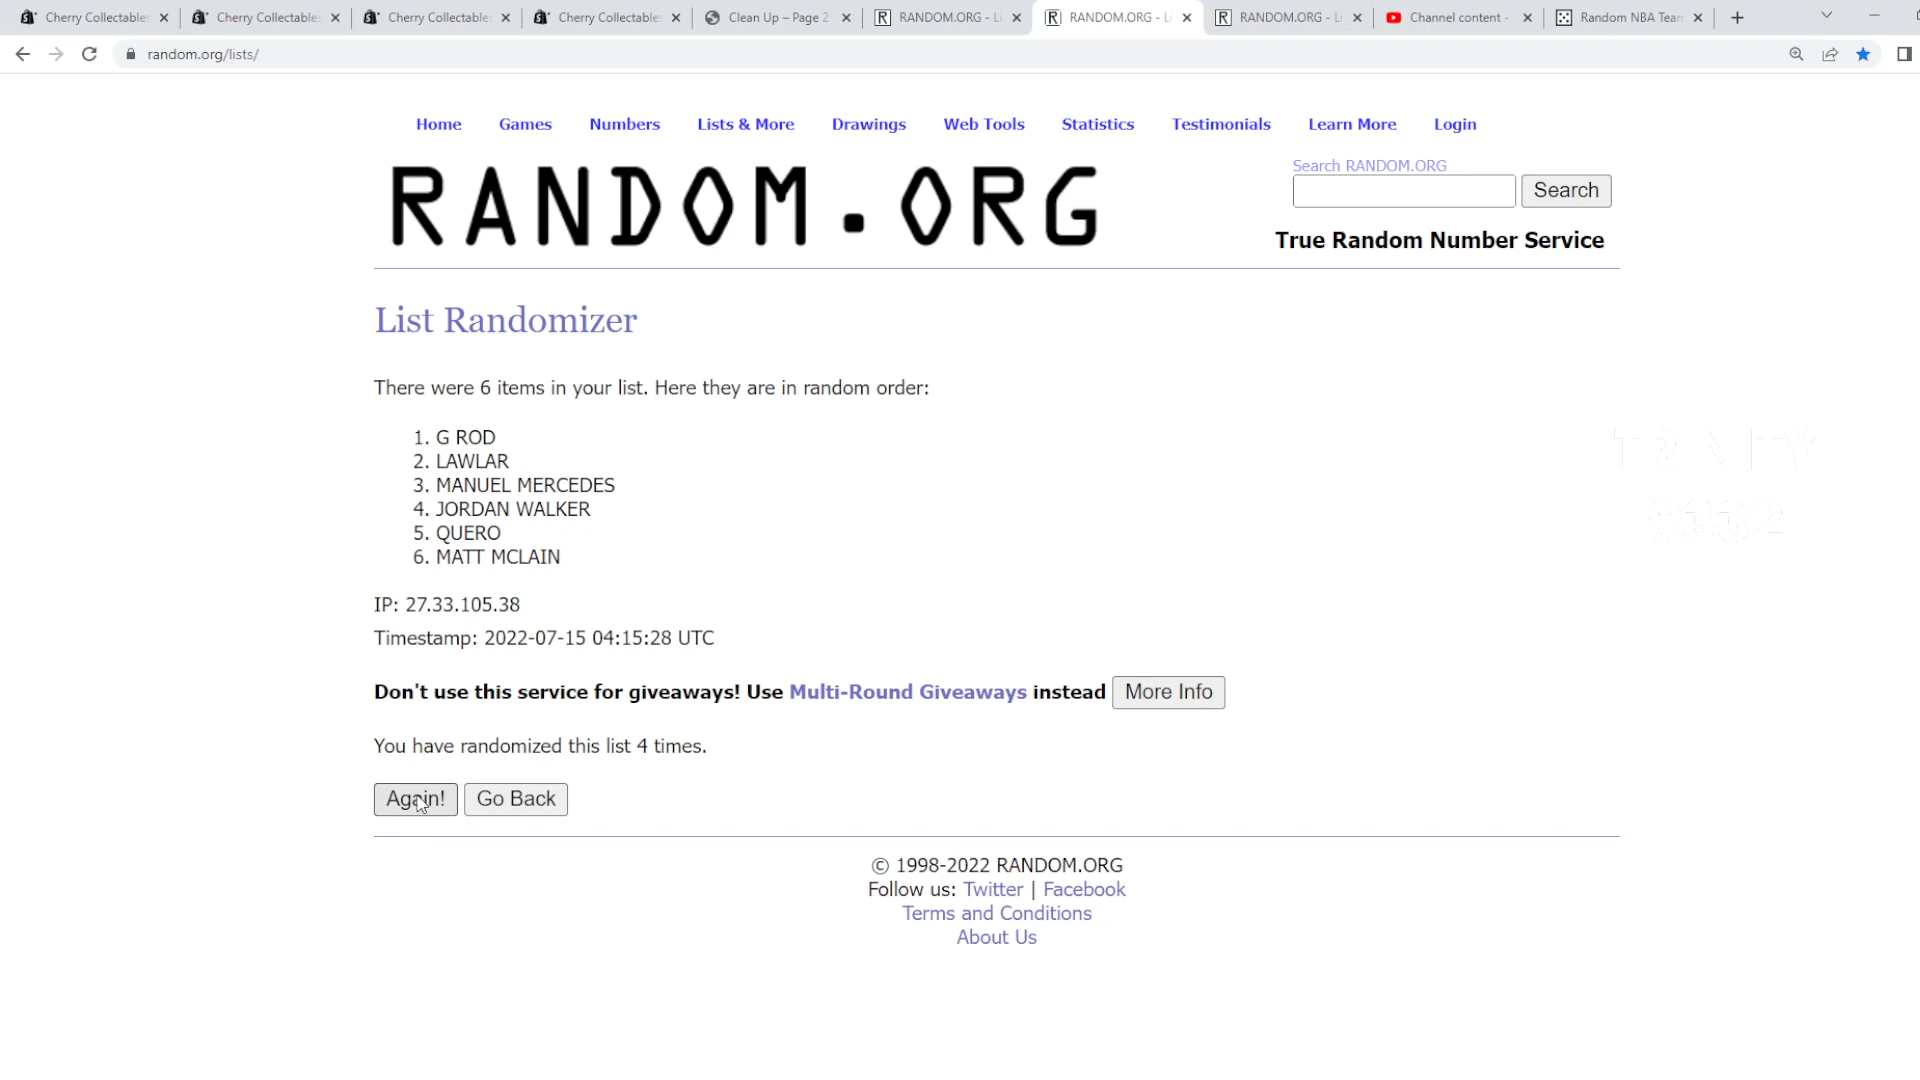 Cherry Collectables
Cherry Collectables
Cherry Collectable
Cherry Collectable
Clean Up – Page 2
RANDOM.ORG - Li
RANDOM.ORG - Li
RANDOM.ORG - Li
Channel content -
Random NBA Tean
random.org/lists/
Home Games Numbers Lists & More Drawings Web Tools Statistics Testimonials Learn More Login
RANDOM.ORG
Search RANDOM.ORG
Search
True Random Number Service
List Randomizer
There were 6 items in your list. Here they are in random order:
1. G ROD
2. LAWLAR
3. MANUEL MERCEDES
4. JORDAN WALKER
5. QUERO
6. MATT MCLAIN
IP: 27.33.105.38
Timestamp: 2022-07-15 04:15:28 UTC
Don't use this service for giveaways! Use Multi-Round Giveaways instead More Info
You have randomized this list 4 times.
Again! Go Back
© 1998-2022 RANDOM.ORG
Follow us: Twitter | Facebook
Terms and Conditions
About Us